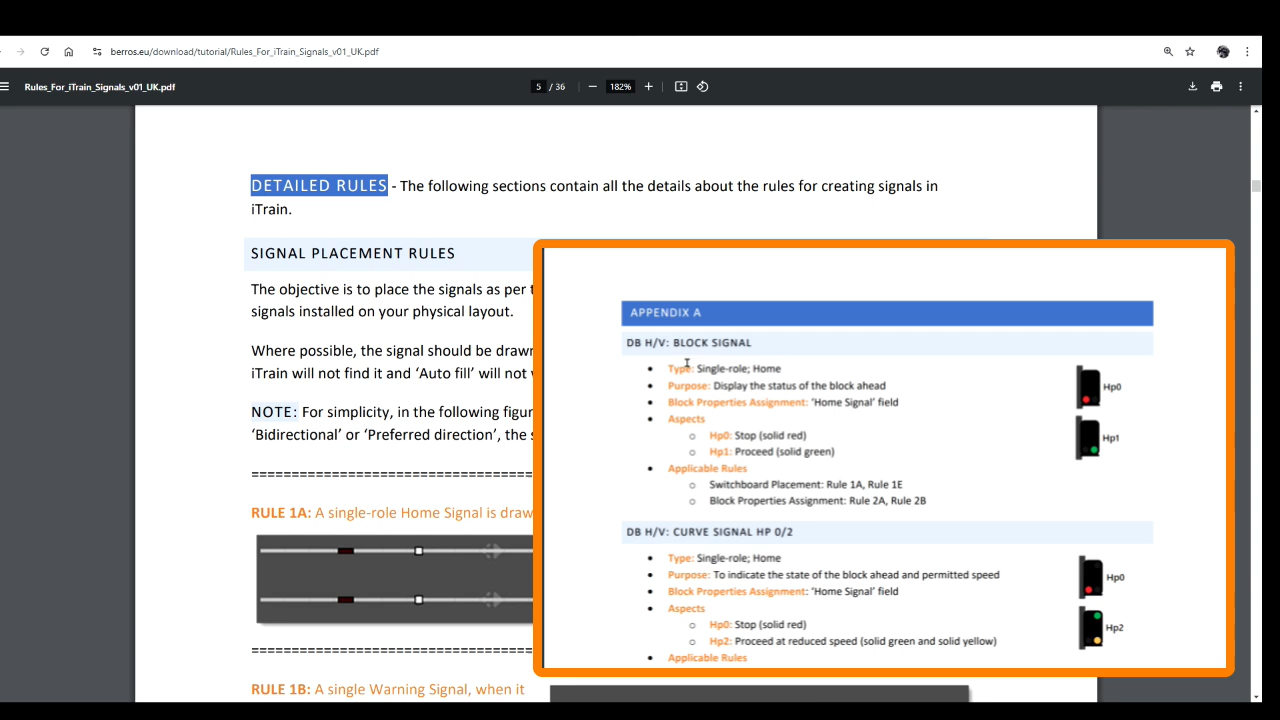 berros.eu/download/tutorial/Rules_For_iTrain_Signals_v01_UK.pdf
Rules_For_iTrain_Signals_v01_UK.pdf
5 / 36
182%
DETAILED RULES - The following sections contain all the details about the rules for creating signals in
iTrain.
SIGNAL PLACEMENT RULES
The objective is to place the signals as per
signals installed on your physical layout.
Where possible, the signal should be drawn
iTrain will not find it and ‘Auto fill’ will not
NOTE: For simplicity, in the following figur
‘Bidirectional’ or ‘Preferred direction’, the s
====================================
RULE 1A: A single-role Home Signal is draw
====================================
RULE 1B: A single Warning Signal, when it
APPENDIX A
DB H/V: BLOCK SIGNAL
• Type: Single-role; Home
• Purpose: Display the status of the block ahead
• Block Properties Assignment: ‘Home Signal’ field
• Aspects
o Hp0: Stop (solid red)
o Hp1: Proceed (solid green)
• Applicable Rules
o Switchboard Placement: Rule 1A, Rule 1E
o Block Properties Assignment: Rule 2A, Rule 2B
Hp0
Hp1
DB H/V: CURVE SIGNAL HP 0/2
• Type: Single-role; Home
• Purpose: To indicate the state of the block ahead and permitted speed
• Block Properties Assignment: ‘Home Signal’ field
• Aspects
o Hp0: Stop (solid red)
o Hp2: Proceed at reduced speed (solid green and solid yellow)
• Applicable Rules
Hp0
Hp2